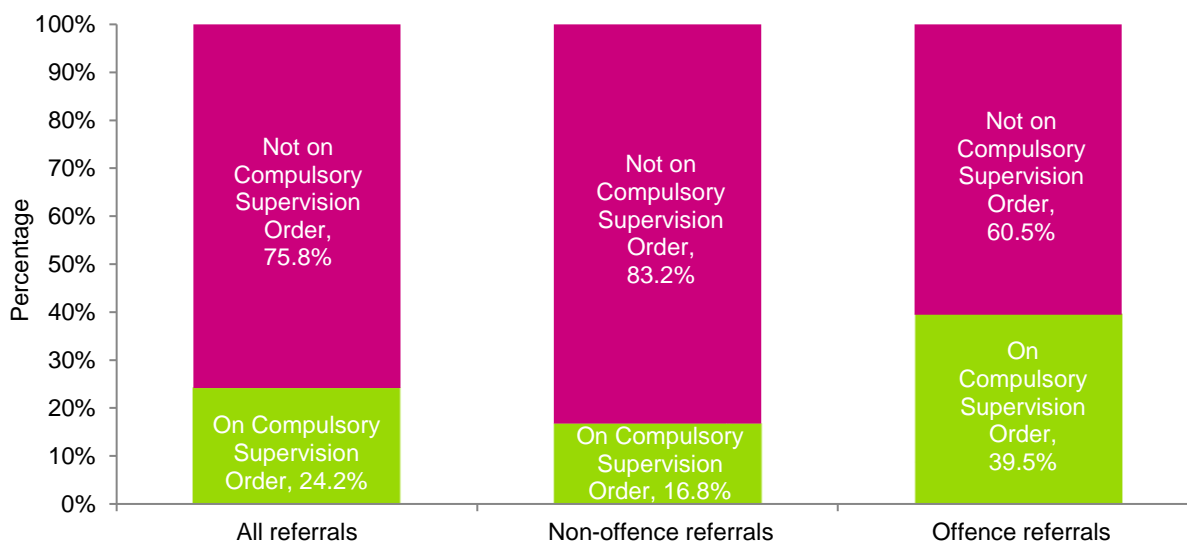 100%
90%
80%
70%
60%
50%
40%
30%
20%
10%
0%
Percentage
Not on
Compulsory
Supervision
Order,
75.8%
On Compulsory
Supervision
Order, 24.2%
Not on
Compulsory
Supervision
Order,
83.2%
On Compulsory
Supervision
Order, 16.8%
Not on
Compulsory
Supervision
Order,
60.5%
On
Compulsory
Supervision
Order,
39.5%
All referrals
Non-offence referrals
Offence referrals